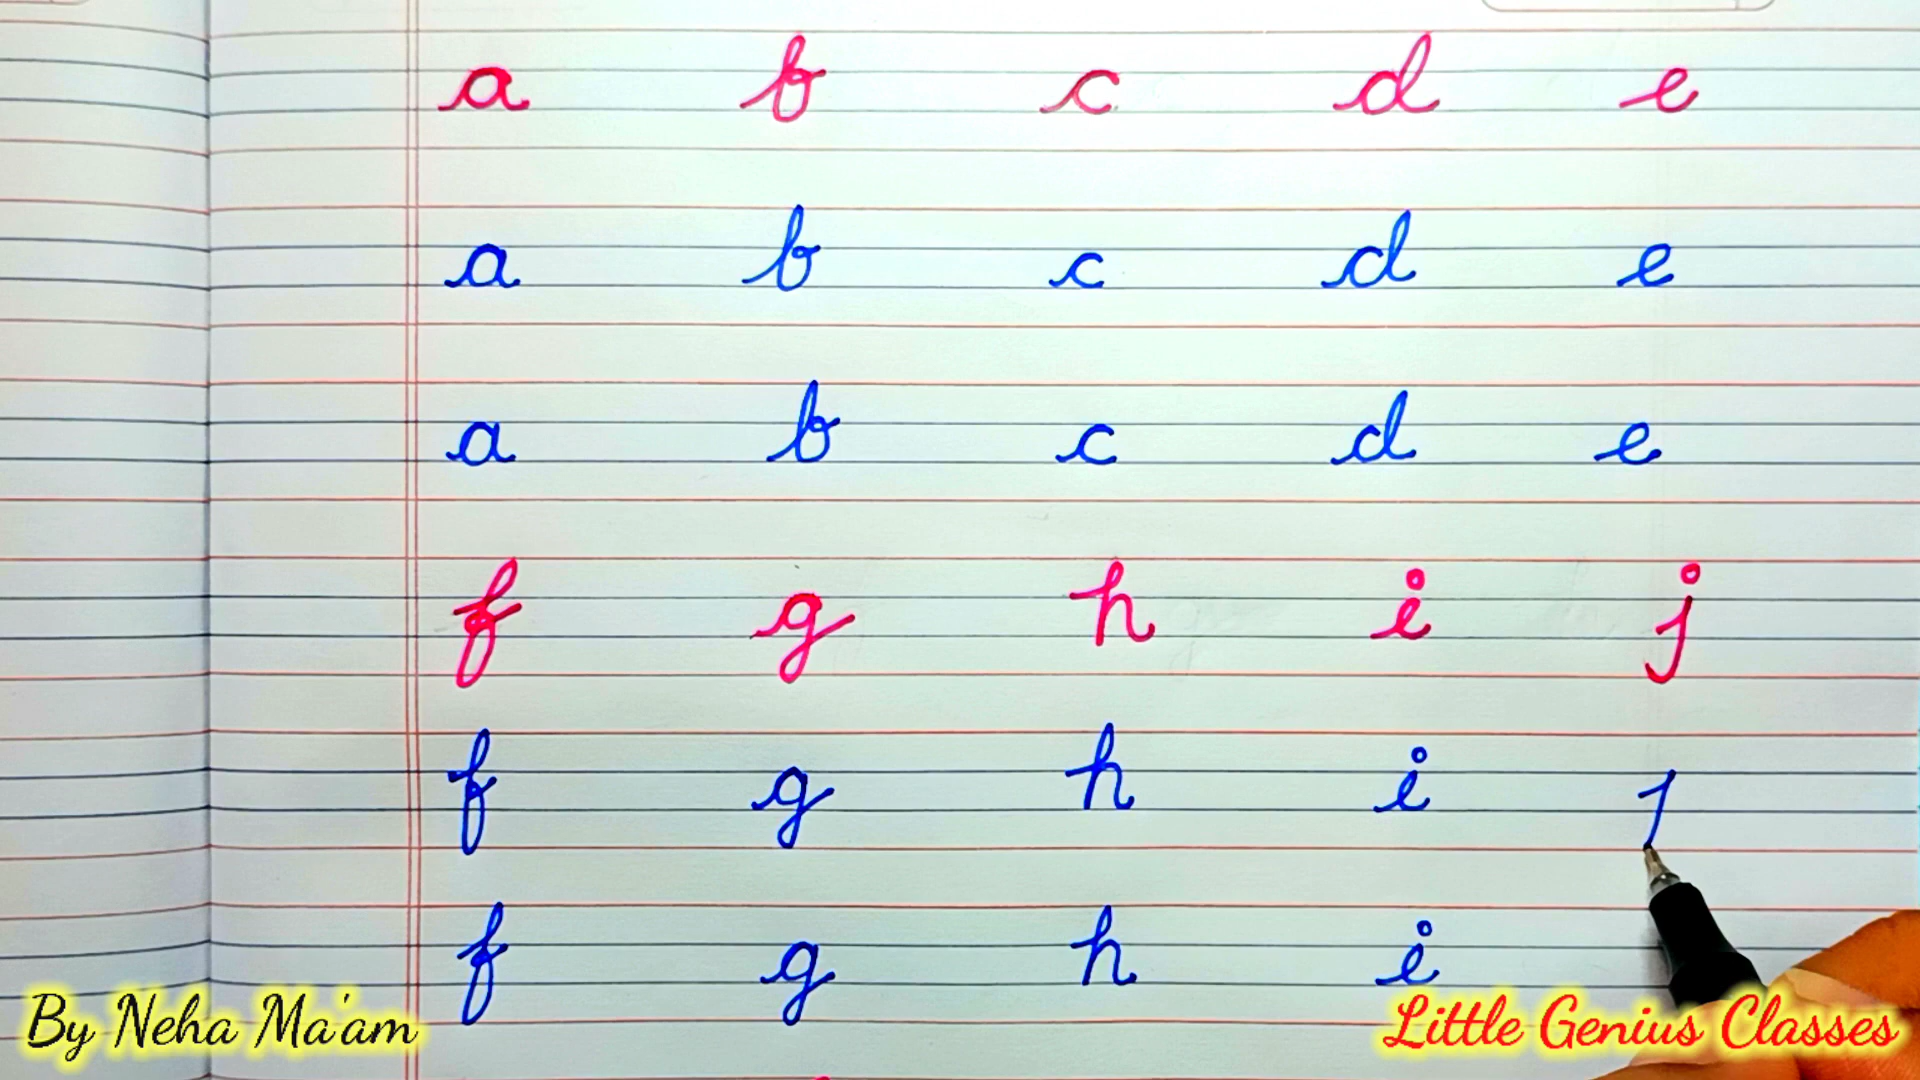 a b c d e
a b c d e
a b c d e
f g h i j
f g h i j
f g h i
By Neha Ma'am
Little Genius Classes